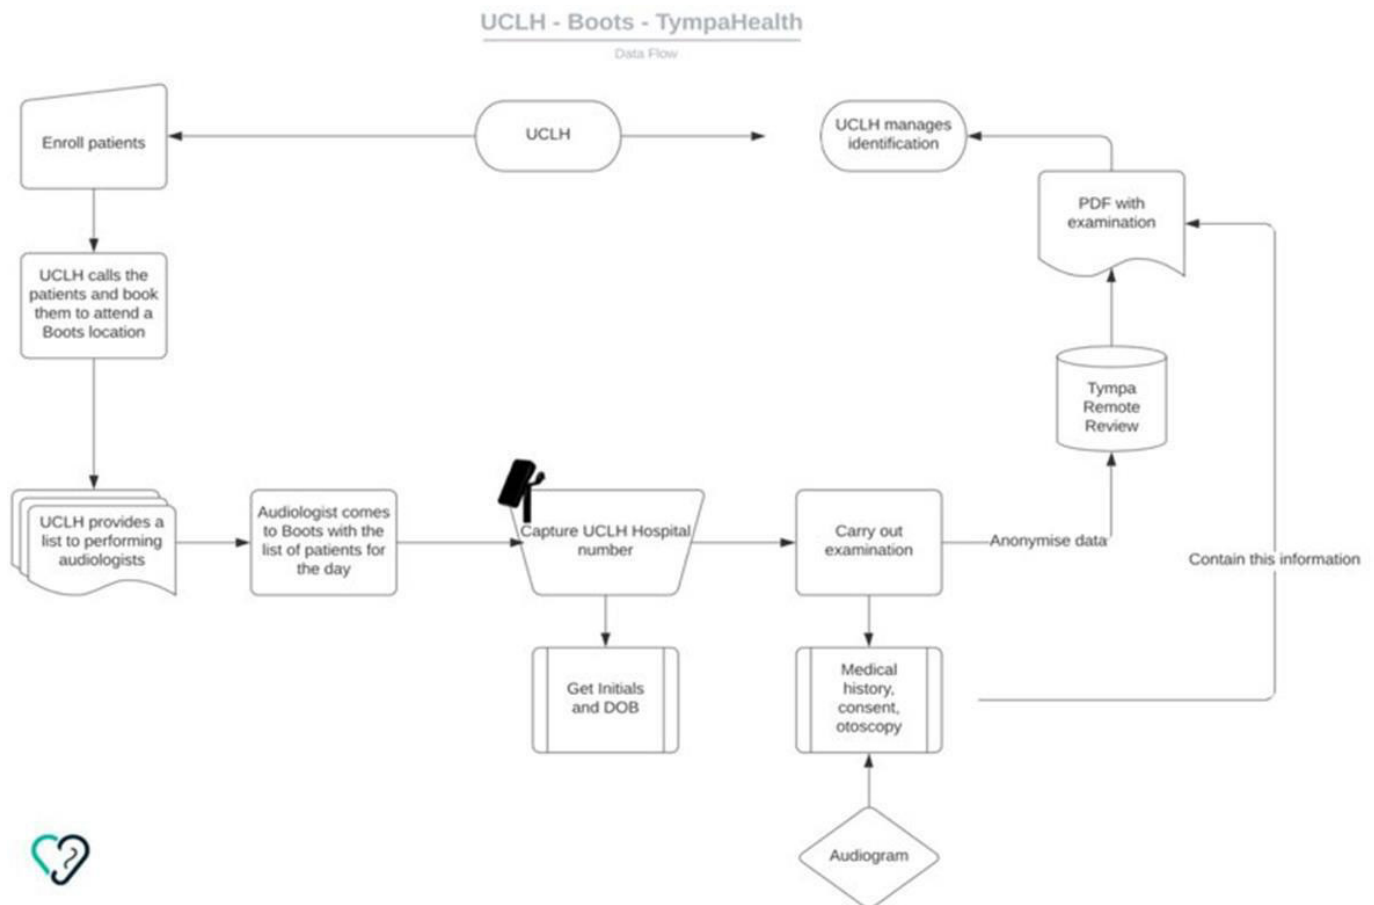 UCLH - Boots - TympaHealth
Data Flow
Enroll patients
UCLH
UCLH manages
identification
PDF with
examination
UCLH calls the
patients and book
them to attend a
Boots location
Tympa
Remote
Review
UCLH provides a
list to performing
audiologists
Audiologist comes
to Boots with the
list of patients for
the day
Capture UCLH Hospital
number
Carry out
examination
Anonymise data
Contain this information
Get Initials
and DOB
Medical
history,
consent,
otoscopy
Audiogram